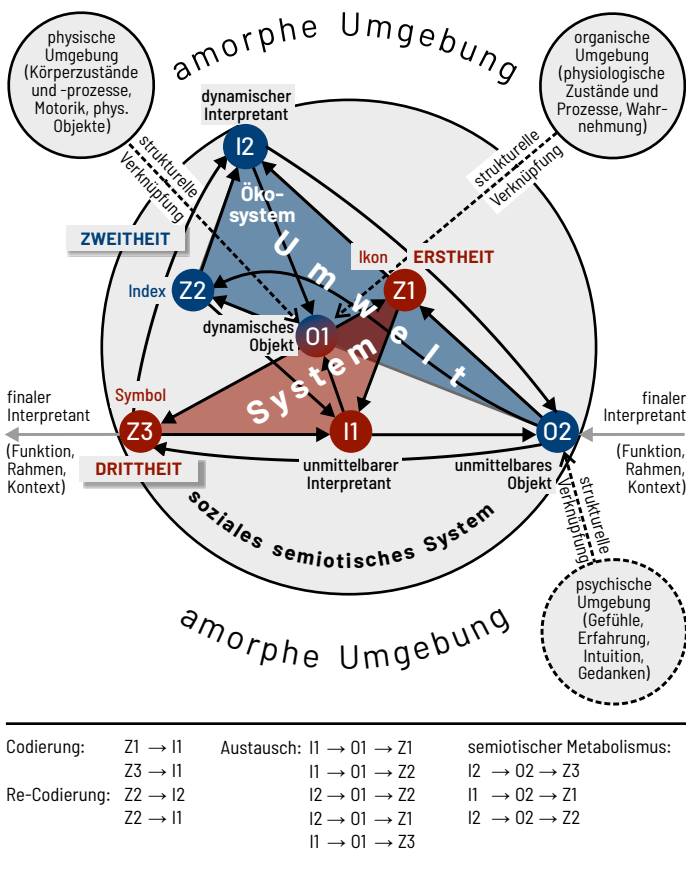 amorphe Umgebung
physische
Umgebung
(Körperzustände
und -prozesse,
Motorik, phys.
Objekte)
organische
Umgebung
(physiologische
Zustände und
Prozesse, Wahr-
nehmung)
dynamischer
Interpretant
I2
strukturelle
Verknüpfung
strukturelle
Verknüpfung
Öko-
system
Umwelt
ZWEITHEIT
Ikon
ERSTHEIT
Index
Z2
Z1
dynamisches
Objekt
O1
System
Symbol
finaler
Interpretant
(Funktion,
Rahmen,
Kontext)
Z3
I1
O2
finaler
Interpretant
(Funktion,
Rahmen,
Kontext)
DRITTHEIT
unmittelbarer
Interpretant
unmittelbares
Objekt
strukturelle
Verknüpfung
soziales semiotisches System
psychische
Umgebung
(Gefühle,
Erfahrung,
Intuition,
Gedanken)
amorphe Umgebung
Codierung: Z1 → I1
Z3 → I1
Re-Codierung: Z2 → I2
Z2 → I1
Austausch: I1 → O1 → Z1
I1 → O1 → Z2
I2 → O1 → Z2
I2 → O1 → Z1
I1 → O1 → Z3
semiotischer Metabolismus:
I2 → O2 → Z3
I1 → O2 → Z1
I2 → O2 → Z2